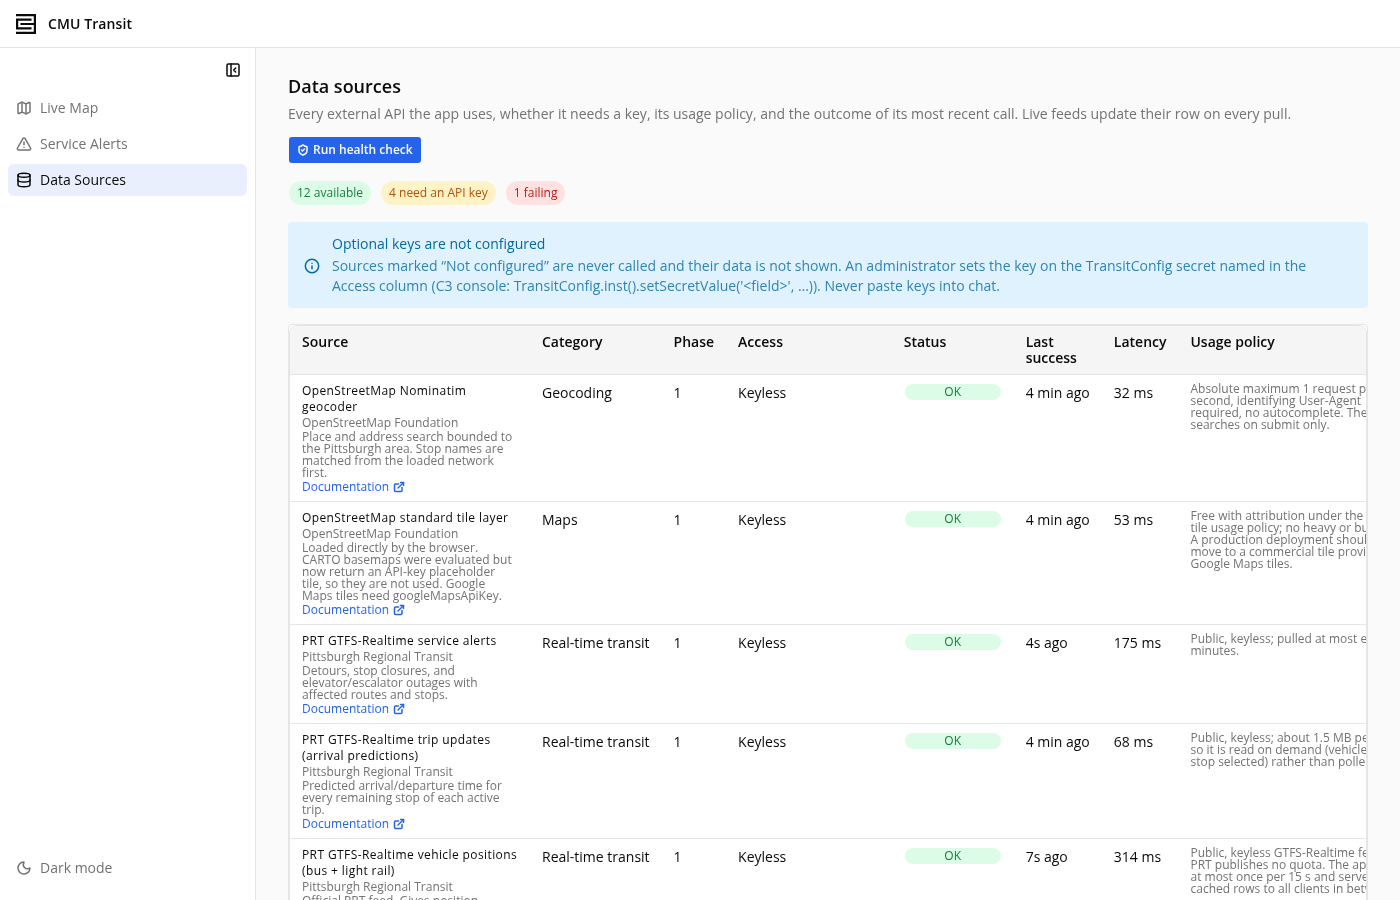 CMU Transit
Live Map
Service Alerts
Data Sources
Dark mode
Data sources
Every external API the app uses, whether it needs a key, its usage policy, and the outcome of its most recent call. Live feeds update their row on every pull.
Run health check
12 available
4 need an API key
1 failing
Optional keys are not configured
Sources marked “Not configured” are never called and their data is not shown. An administrator sets the key on the TransitConfig secret named in the
Access column (C3 console: TransitConfig.inst().setSecretValue('<field>', ...)). Never paste keys into chat.
Source
Category
Phase
Access
Status
Last
success
Latency
Usage policy
OpenStreetMap Nominatim
geocoder
OpenStreetMap Foundation
Place and address search bounded to
the Pittsburgh area. Stop names are
matched from the loaded network
first.
Documentation
Geocoding
1
Keyless
OK
4 min ago
32 ms
Absolute maximum 1 request p
second, identifying User-Agent
required, no autocomplete. The
searches on submit only.
OpenStreetMap standard tile layer
OpenStreetMap Foundation
Loaded directly by the browser.
CARTO basemaps were evaluated but
now return an API-key placeholder
tile, so they are not used. Google
Maps tiles need googleMapsApiKey.
Documentation
Maps
1
Keyless
OK
4 min ago
53 ms
Free with attribution under the
tile usage policy; no heavy or bu
A production deployment shoul
move to a commercial tile provi
Google Maps tiles.
PRT GTFS-Realtime service alerts
Pittsburgh Regional Transit
Detours, stop closures, and
elevator/escalator outages with
affected routes and stops.
Documentation
Real-time transit
1
Keyless
OK
4s ago
175 ms
Public, keyless; pulled at most e
minutes.
PRT GTFS-Realtime trip updates
(arrival predictions)
Pittsburgh Regional Transit
Predicted arrival/departure time for
every remaining stop of each active
trip.
Documentation
Real-time transit
1
Keyless
OK
4 min ago
68 ms
Public, keyless; about 1.5 MB pe
so it is read on demand (vehicle
stop selected) rather than polle
PRT GTFS-Realtime vehicle positions
(bus + light rail)
Pittsburgh Regional Transit
Official PRT feed. Gives position,
Real-time transit
1
Keyless
OK
7s ago
314 ms
Public, keyless GTFS-Realtime fe
PRT publishes no quota. The ap
at most once per 15 s and serve
cached rows to all clients in bet